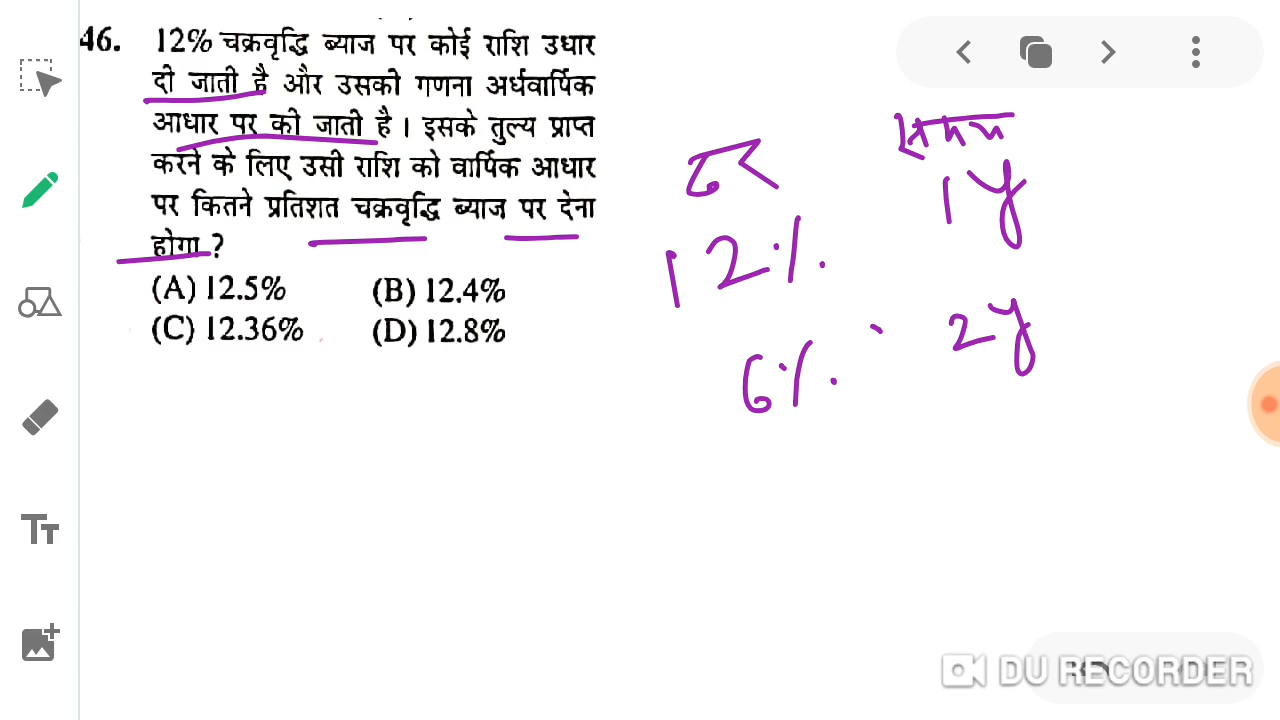 46. 12% चक्रवृद्धि ब्याज पर कोई राशि उधार
दी जाती है और उसकी गणना अर्धवार्षिक
आधार पर की जाती है । इसके तुल्य प्राप्त
करने के लिए उसी राशि को वार्षिक आधार
पर कितने प्रतिशत चक्रवृद्धि ब्याज पर देना
होगा ?
(A) 12.5% (B) 12.4%
(C) 12.36% (D) 12.8%
दर समय
12% 1y
6% 2y
Tт
DU RECORDER